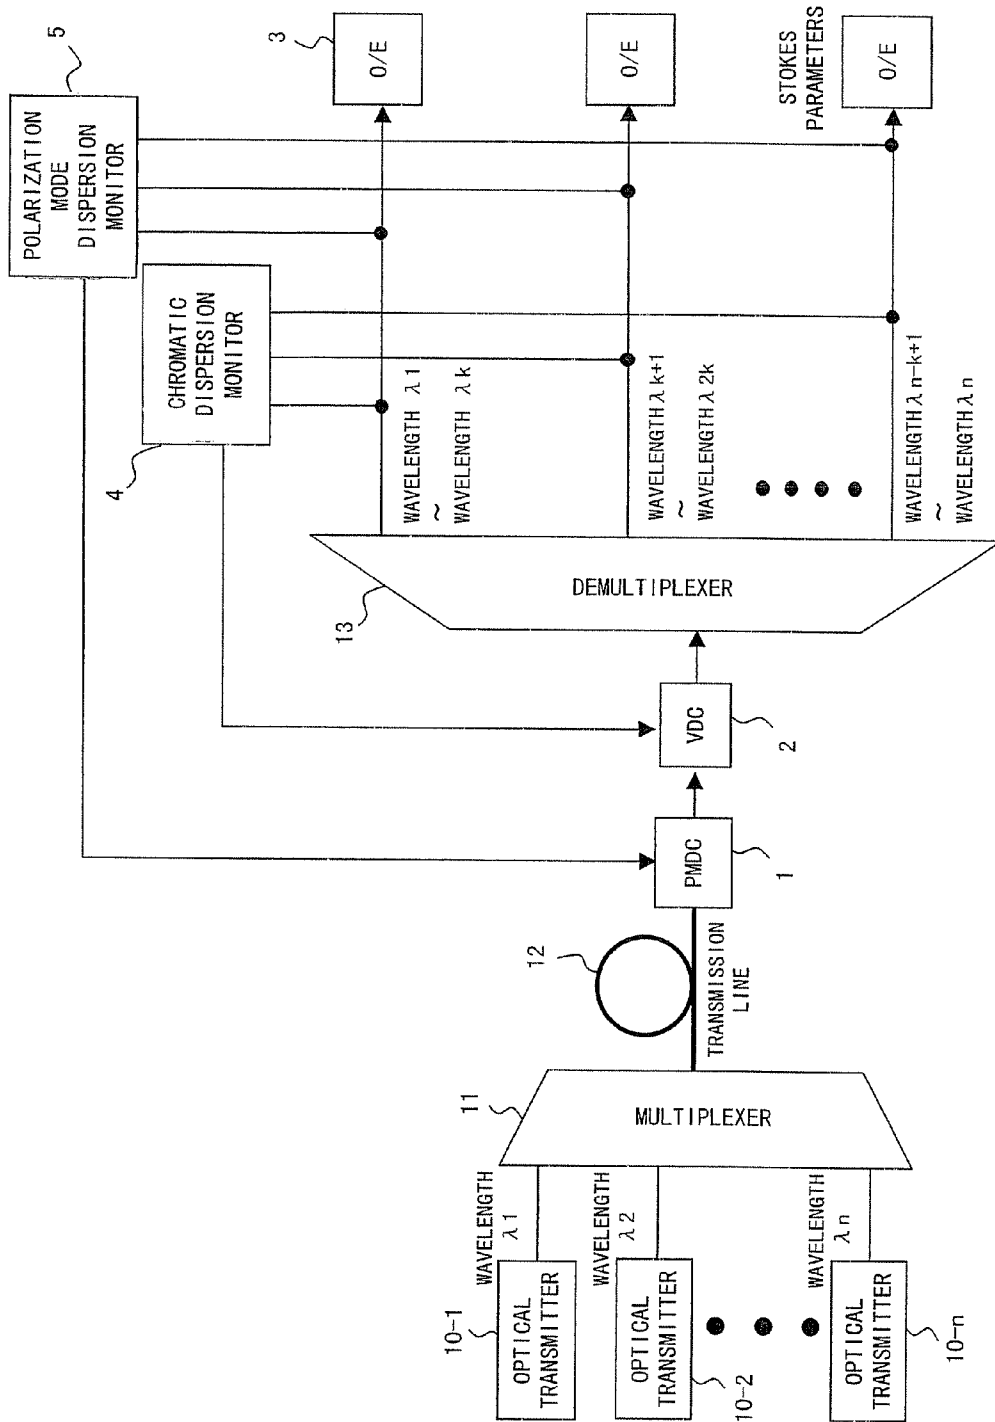 5
POLARIZATION
MODE
DISPERSION
MONITOR
4
CHROMATIC
DISPERSION
MONITOR
10-1
OPTICAL
TRANSMITTER
WAVELENGTH
λ1
10-2
OPTICAL
TRANSMITTER
WAVELENGTH
λ2
10-n
OPTICAL
TRANSMITTER
WAVELENGTH
λn
11
MULTIPLEXER
12
TRANSMISSION
LINE
PMDC
1
VDC
2
13
DEMULTIPLEXER
WAVELENGTH λ1
~
WAVELENGTH λk
WAVELENGTH λk+1
~
WAVELENGTH λ2k
WAVELENGTH λn-k+1
~
WAVELENGTH λn
3
O/E
O/E
STOKES
PARAMETERS
O/E